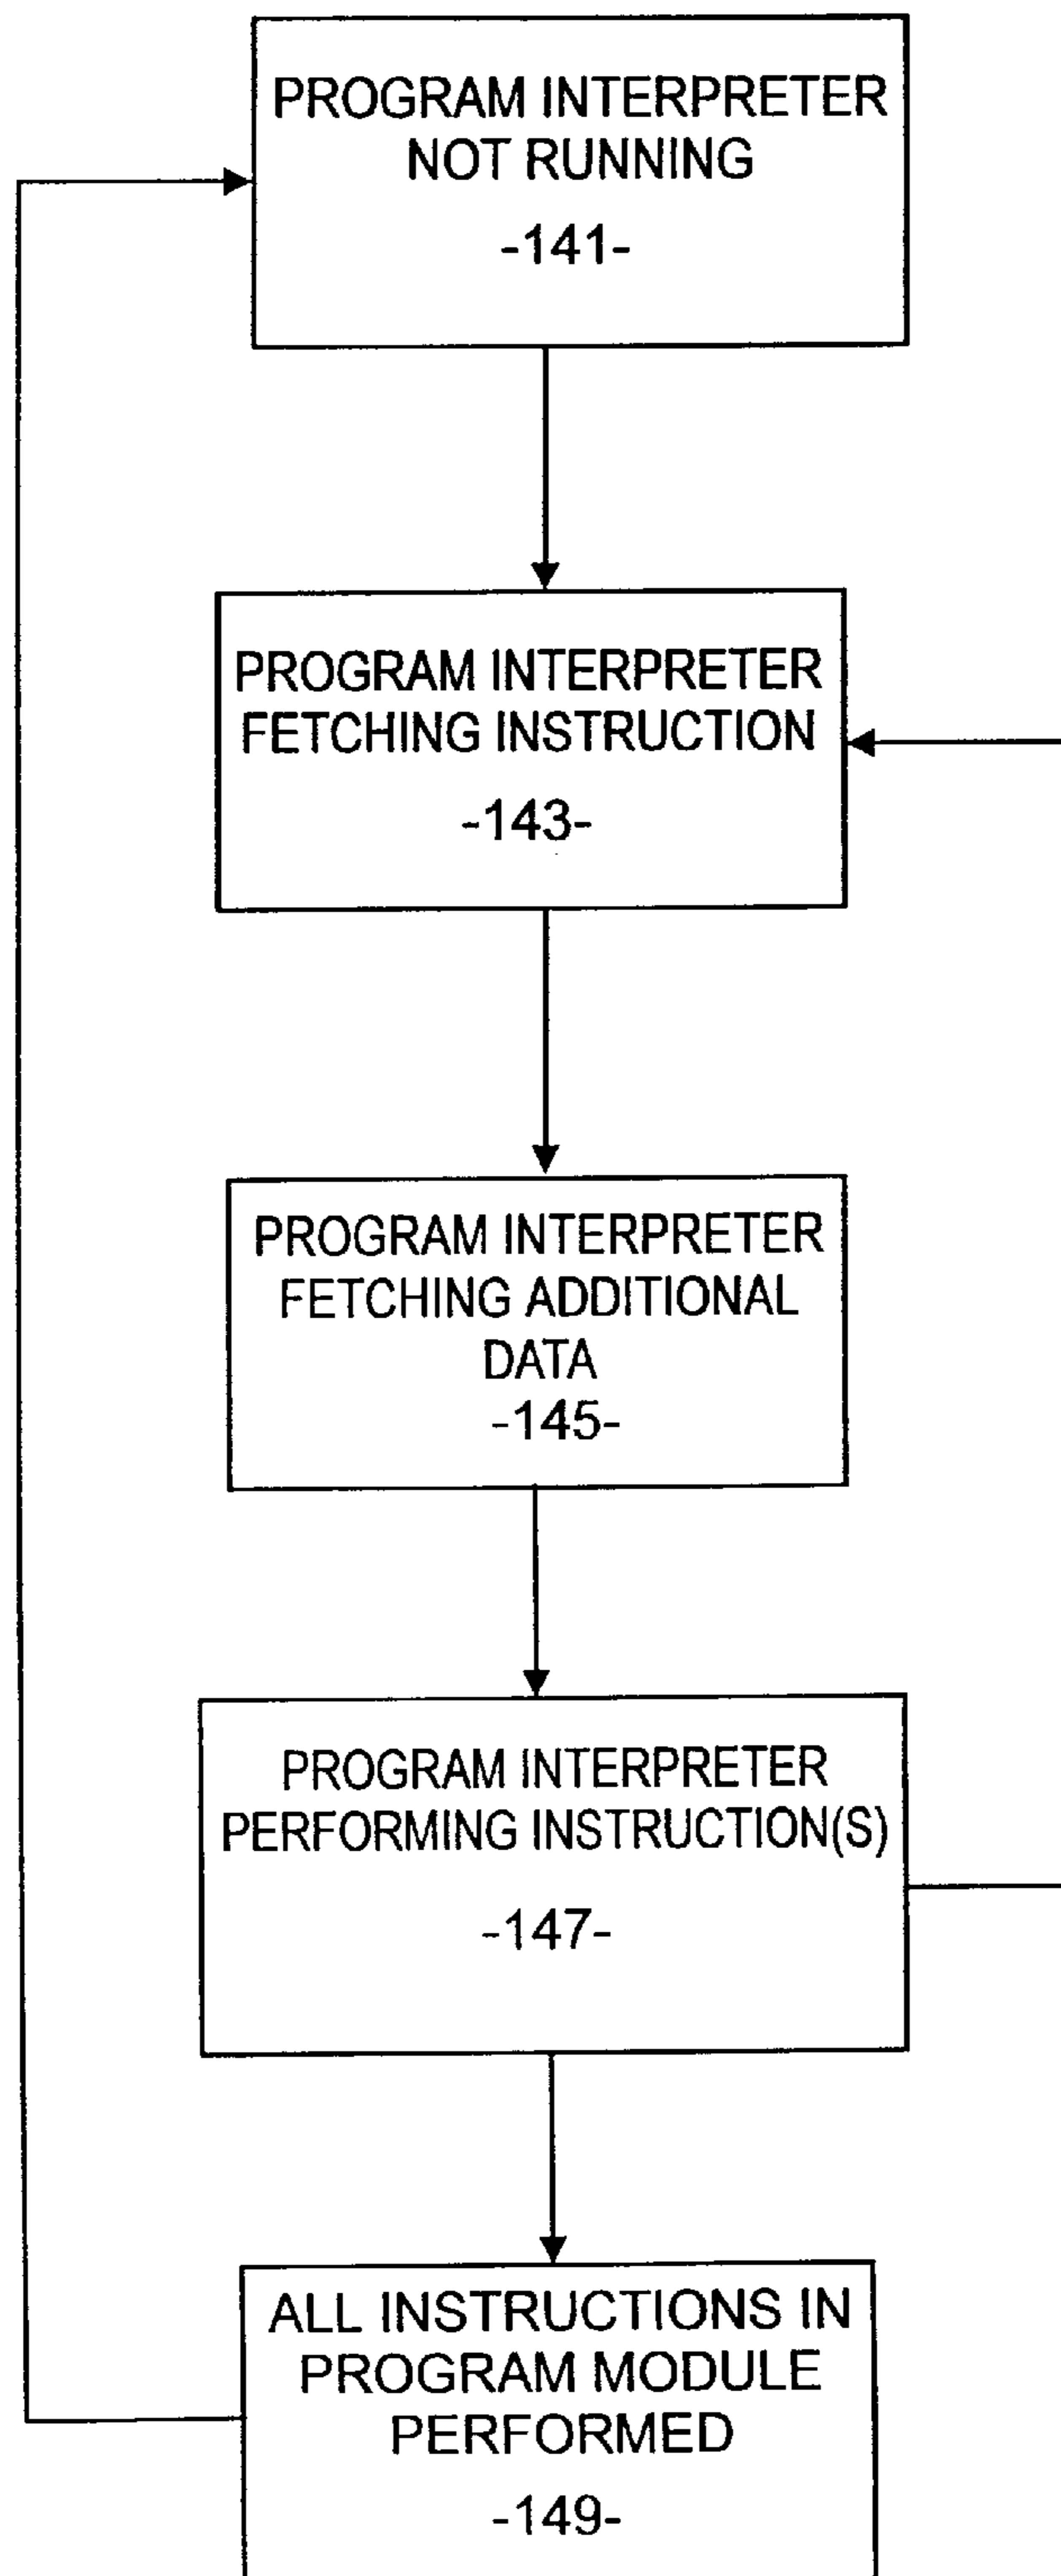 PROGRAM INTERPRETER
NOT RUNNING
-141-
PROGRAM INTERPRETER
FETCHING INSTRUCTION
-143-
PROGRAM INTERPRETER
FETCHING ADDITIONAL
DATA
-145-
PROGRAM INTERPRETER
PERFORMING INSTRUCTION(S)
-147-
ALL INSTRUCTIONS IN
PROGRAM MODULE
PERFORMED
-149-